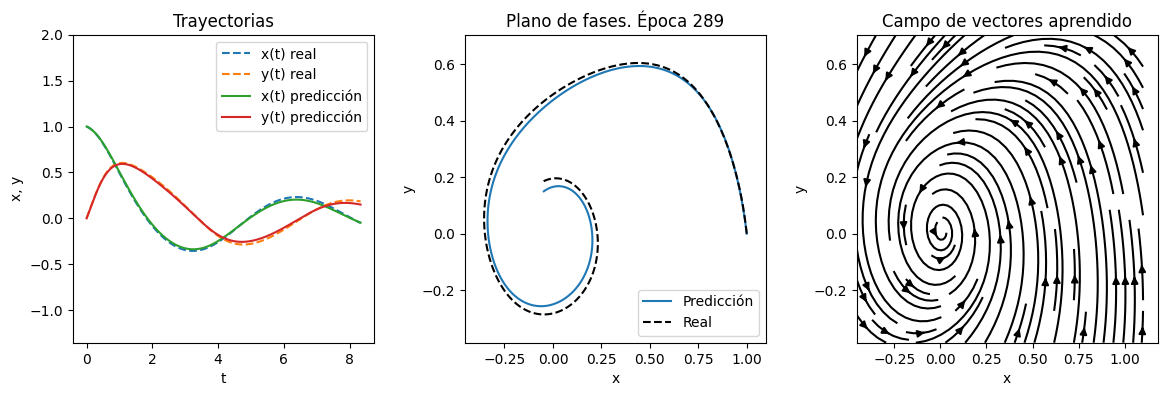 Trayectorias
2.0
1.5
1.0
0.5
0.0
−0.5
−1.0
x, y
0
2
4
6
8
t
x(t) real
y(t) real
x(t) predicción
y(t) predicción
Plano de fases. Época 289
0.6
0.4
0.2
0.0
−0.2
y
−0.25
0.00
0.25
0.50
0.75
1.00
x
Predicción
Real
Campo de vectores aprendido
0.6
0.4
0.2
0.0
−0.2
y
−0.25
0.00
0.25
0.50
0.75
1.00
x